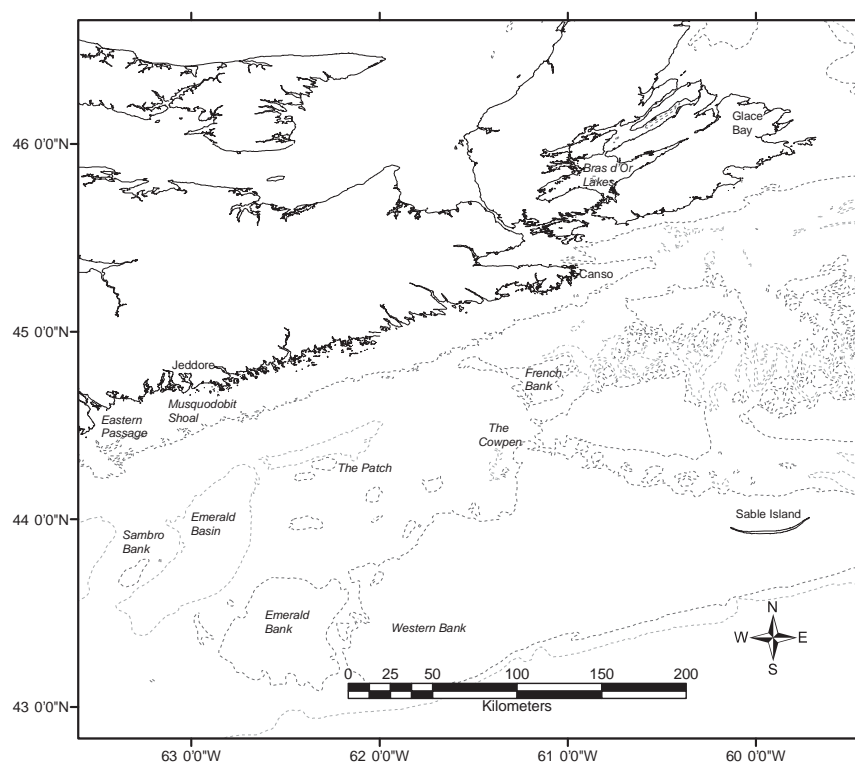 46 0'0"N
45 0'0"N
44 0'0"N
43 0'0"N
Glace
Bay
Bras d'Or
Lakes
Canso
Jeddore
French
Bank
Musquodobit
Shoal
Eastern
Passage
The
Cowpen
The Patch
Sable Island
Emerald
Basin
Sambro
Bank
Emerald
Bank
Western Bank
N
W E
S
0 25 50 100 150 200
Kilometers
63 0'0"W 62 0'0"W 61 0'0"W 60 0'0"W